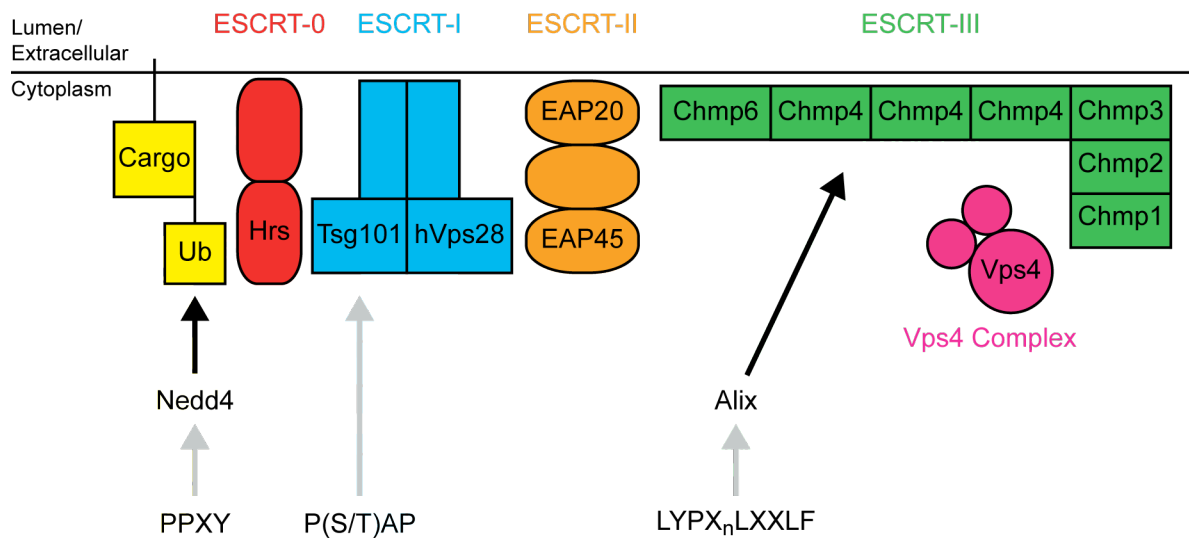 Lumen/
Extracellular
ESCRT-0 ESCRT-I ESCRT-II ESCRT-III
Cytoplasm
EAP20 Chmp6 Chmp4 Chmp4 Chmp4 Chmp3
Cargo
Chmp2
Ub Hrs Tsg101 hVps28 EAP45 Chmp1
Vps4
Vps4 Complex
Nedd4 Alix
PPXY P(S/T)AP LYPXₙLXXLF